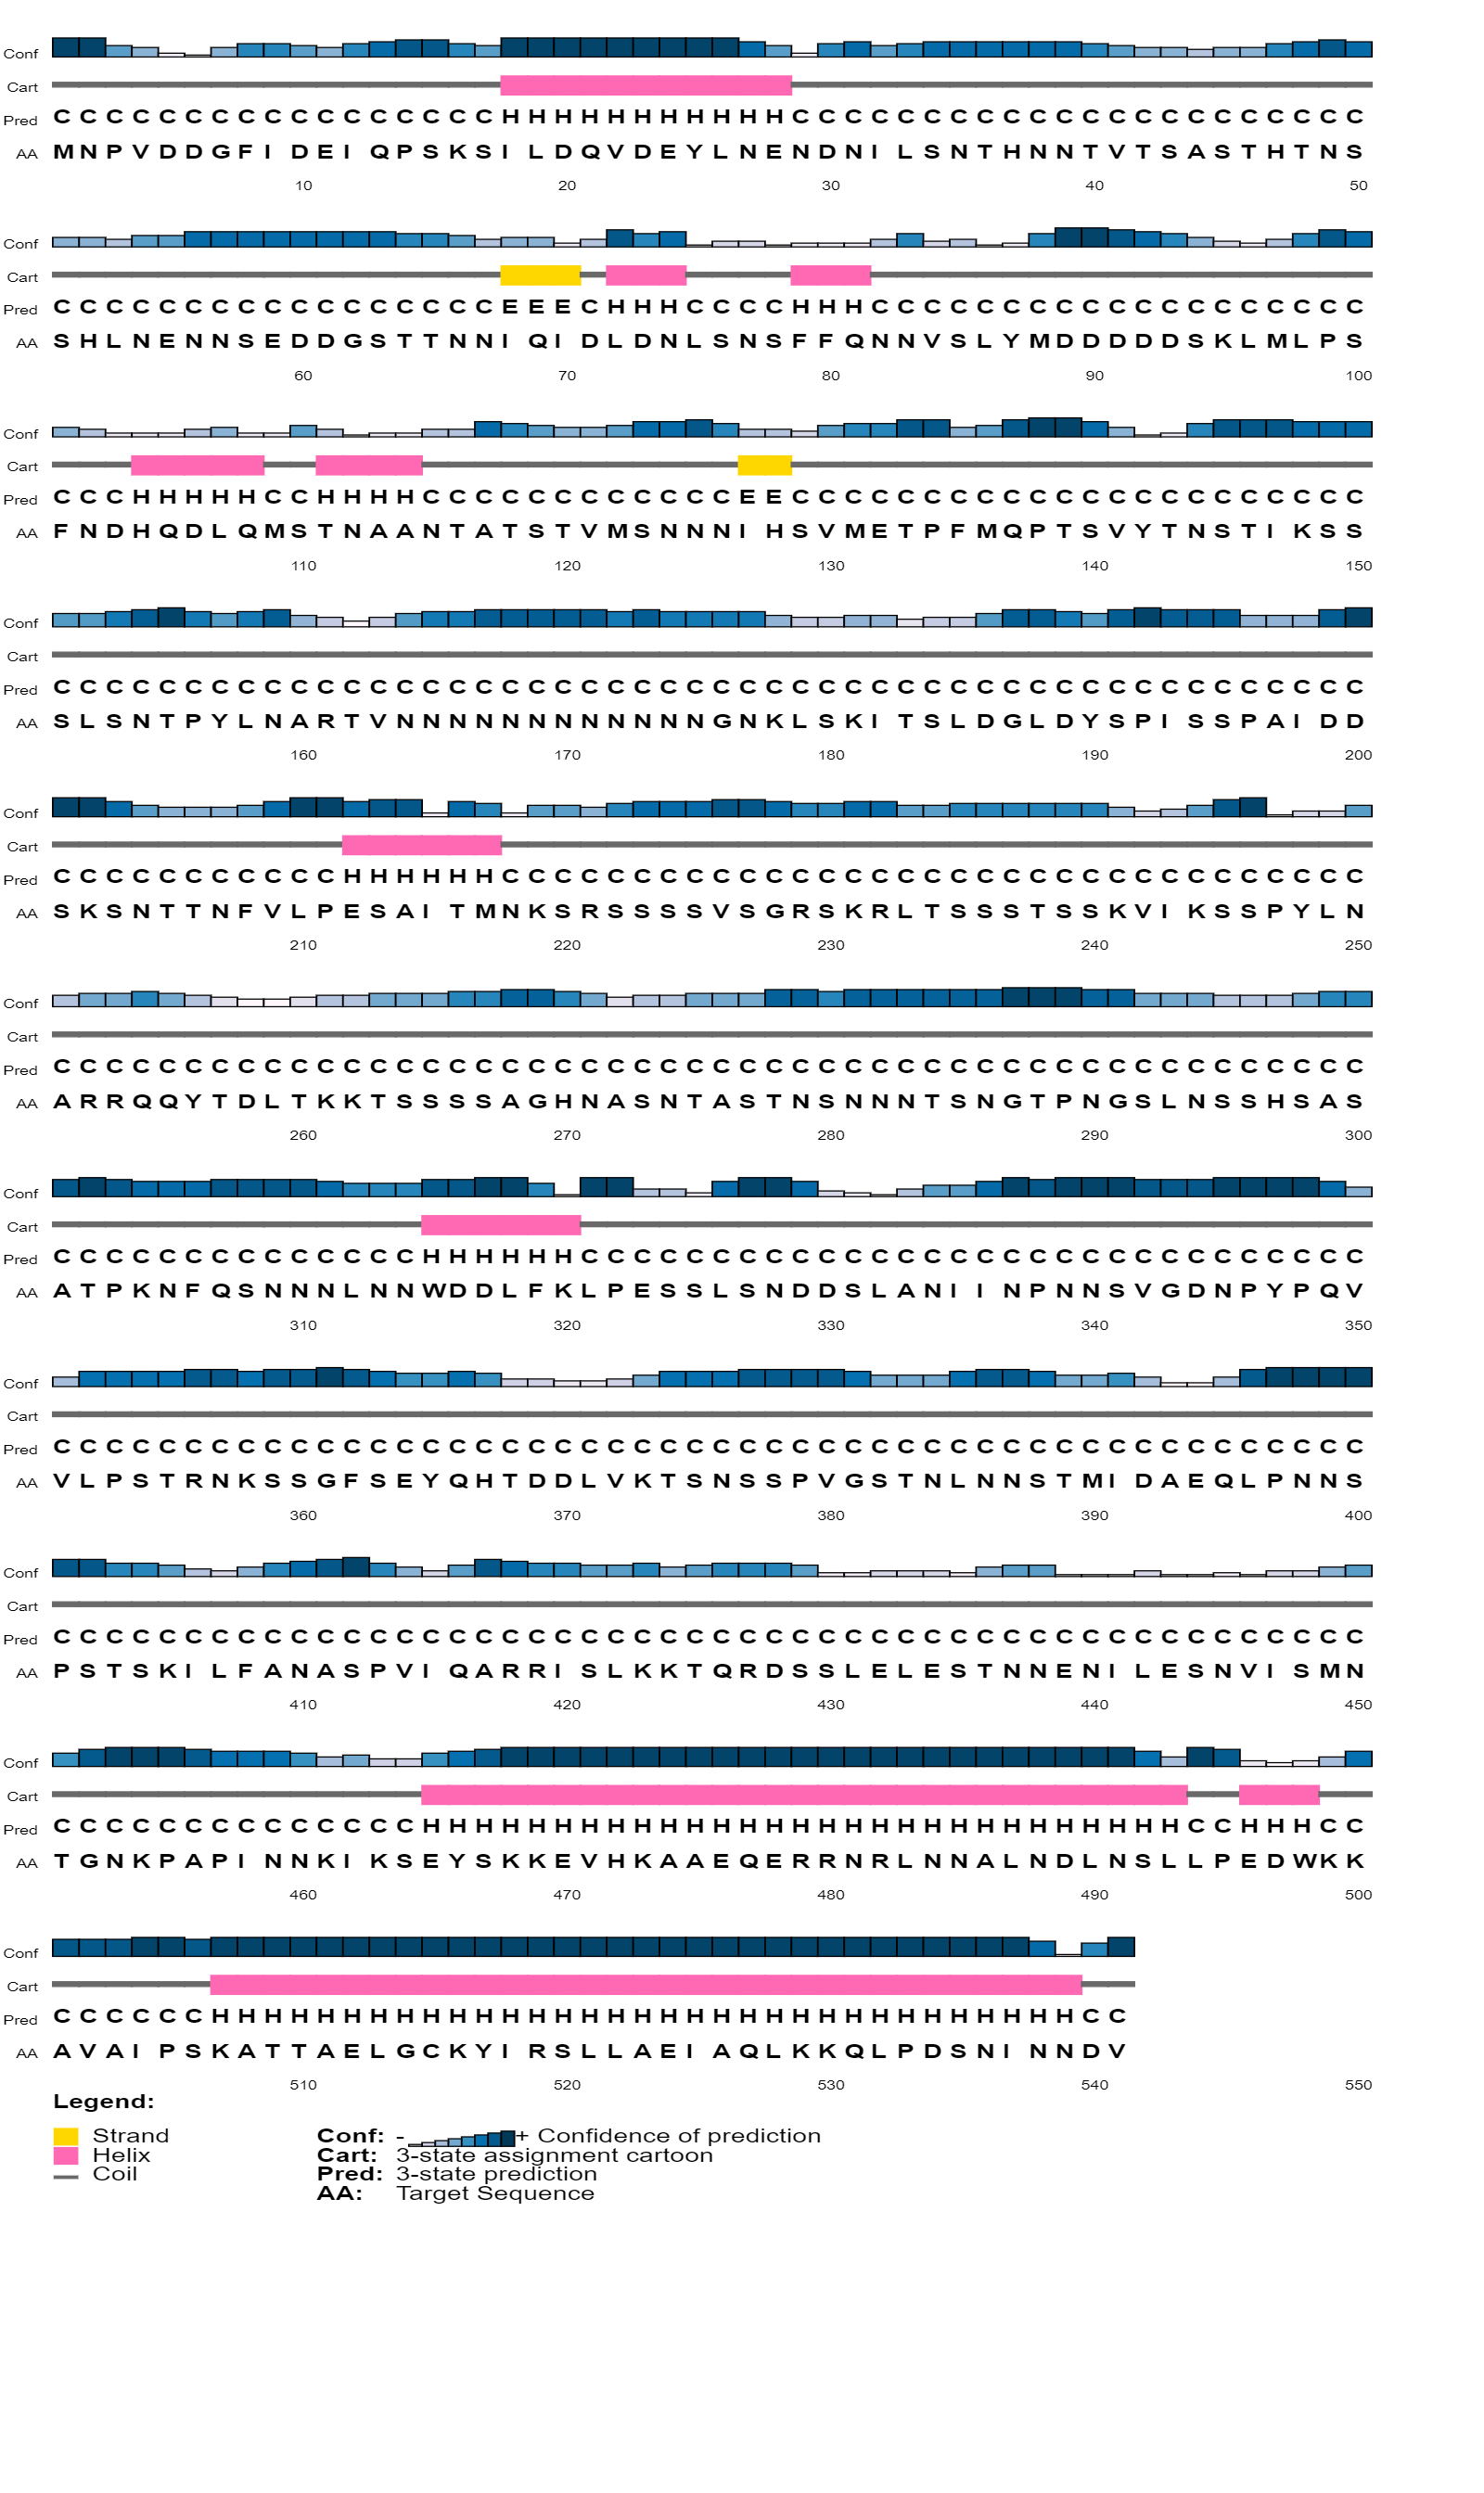 Conf
Cart
Pred CCCCCCCCCCCCCCCCCHHHHHHHHHHHCCCCCCCCCCCCCCCCCCCCCC
AA MNPVDDGFIDEIQPSKSILDQVDEYLNENDNILSNTHNNTVTSASTHTNS
10 20 30 40 50
Conf
Cart
Pred CCCCCCCCCCCCCCCCCEEECHHHCCCCHHHCCCCCCCCCCCCCCCCCCC
AA SHLNENNSEDDGSTTNNIQIDLDNLSNSFFQNNVSLYMDDDDDSKLMLPS
60 70 80 90 100
Conf
Cart
Pred CCCHHHHHCCHHHHCCCCCCCCCCCCEECCCCCCCCCCCCCCCCCCCCCC
AA FNDHQDLQMSTNAANTATSTVMSNNNIHSVMETPFMQPTSVYTNSTIKSS
110 120 130 140 150
Conf
Cart
Pred CCCCCCCCCCCCCCCCCCCCCCCCCCCCCCCCCCCCCCCCCCCCCCCCCC
AA SLSNTPYLNARTVNNNNNNNNNNNNGNKLSKITSLDGLDYSPISSPAIDD
160 170 180 190 200
Conf
Cart
Pred CCCCCCCCCCCHHHHHHCCCCCCCCCCCCCCCCCCCCCCCCCCCCCCCCC
AA SKSNTTNFVLPESAITMNKSRSSSSVSGRSKRLTSSSTSSKVIKSSPYLN
210 220 230 240 250
Conf
Cart
Pred CCCCCCCCCCCCCCCCCCCCCCCCCCCCCCCCCCCCCCCCCCCCCCCCCC
AA ARRQQYTDLTKKTSSSSAGHNASNTASTNSNNNTSNGTPNGSLNSSHSAS
260 270 280 290 300
Conf
Cart
Pred CCCCCCCCCCCCCCHHHHHHCCCCCCCCCCCCCCCCCCCCCCCCCCCCCC
AA ATPKNFQSNNNLNNWDDLFKLPESSLSNDDSLANIINPNNSVGDNPYPQV
310 320 330 340 350
Conf
Cart
Pred CCCCCCCCCCCCCCCCCCCCCCCCCCCCCCCCCCCCCCCCCCCCCCCCCC
AA VLPSTRNKSSGFSEYQHTDDLVKTSNSSPVGSTNLNNSTMIDAEQLPNNS
360 370 380 390 400
Conf
Cart
Pred CCCCCCCCCCCCCCCCCCCCCCCCCCCCCCCCCCCCCCCCCCCCCCCCCC
AA PSTSKILFANASPVIQARRISLKKTQRDSSLELESTNNENILESNVISMN
410 420 430 440 450
Conf
Cart
Pred CCCCCCCCCCCCCCHHHHHHHHHHHHHHHHHHHHHHHHHHHHHCCHHHCC
AA TGNKPAPINNKIKSEYSKKEVHKAAEQERRNRLNNALNDLNSLLPEDWKK
460 470 480 490 500
Conf
Cart
Pred CCCCCCHHHHHHHHHHHHHHHHHHHHHHHHHHHHHHHHHCC
AA AVAIPSKATTAELGCKYIRSLLAEIAQLKKQLPDSNINNDV
510 520 530 540 550
Legend:
Strand
Helix
Coil
Conf: - + Confidence of prediction
Cart: 3-state assignment cartoon
Pred: 3-state prediction
AA: Target Sequence